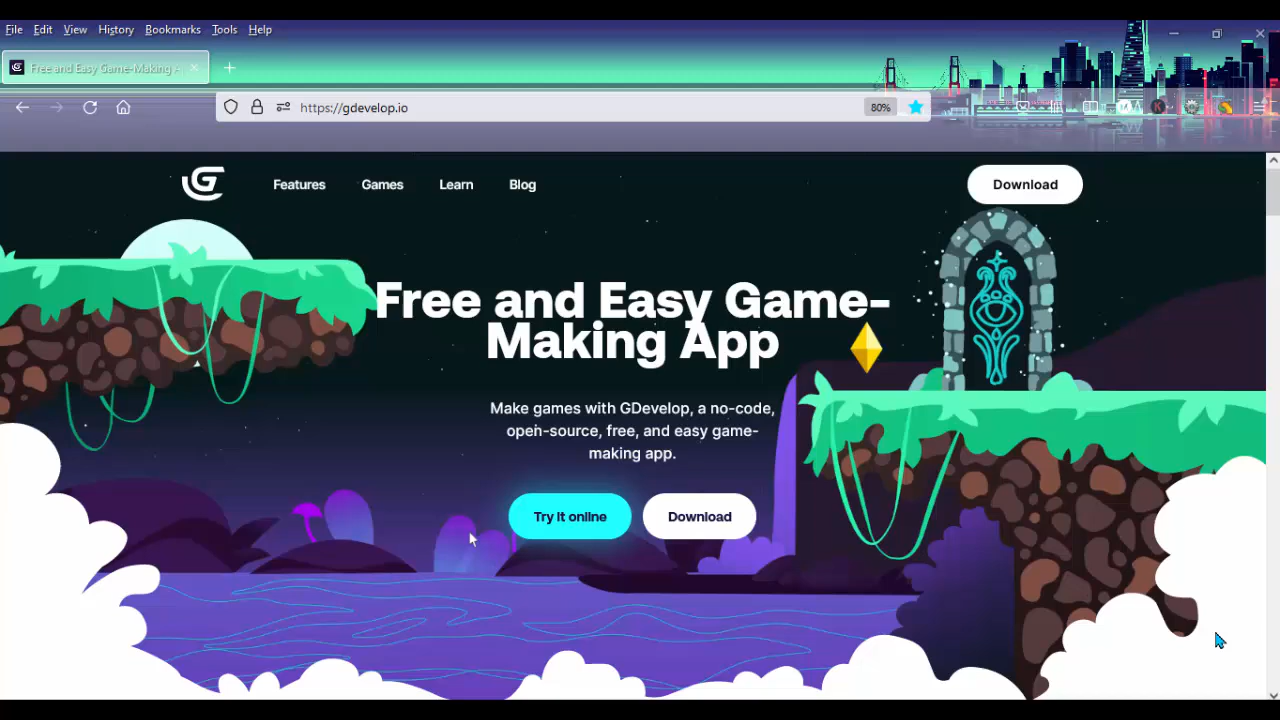 File Edit View History Bookmarks Tools Help
Free and Easy Game-Making -
https://gdevelop.io 80%
Features Games Learn Blog Download
Free and Easy Game-
Making App
Make games with GDevelop, a no-code,
open-source, free, and easy game-
making app.
Try it online Download